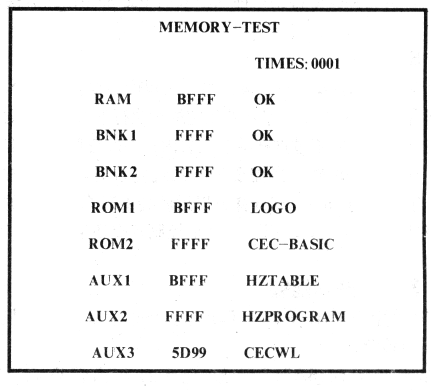 MEMORY-TEST
TIMES: 0001
RAM BFFF OK
BNK1 FFFF OK
BNK2 FFFF OK
ROM1 BFFF LOGO
ROM2 FFFF CEC-BASIC
AUX1 BFFF HZTABLE
AUX2 FFFF HZPROGRAM
AUX3 5D99 CECWL